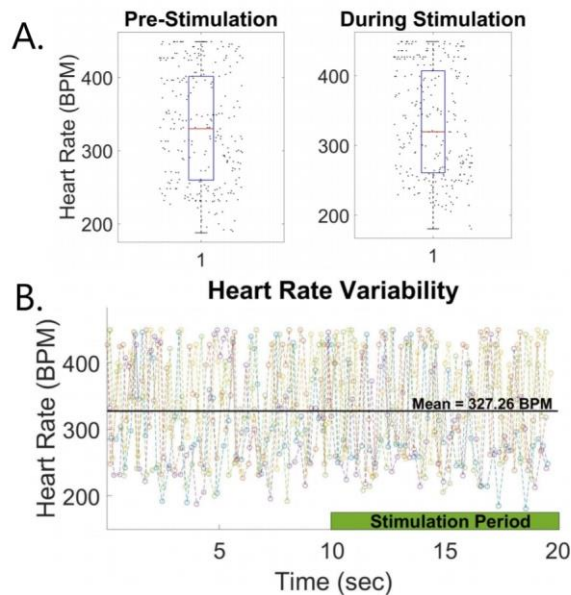 A.
Pre-Stimulation
During Stimulation
Heart Rate (BPM)
400
300
200
1
400
300
200
1
B.
Heart Rate Variability
Heart Rate (BPM)
400
300
200
Mean = 327.26 BPM
Stimulation Period
5
10
15
20
Time (sec)